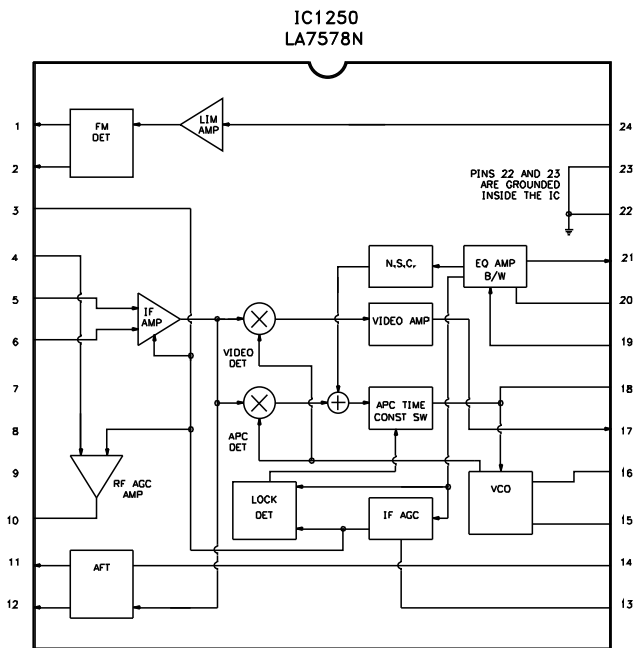 IC1250
LA7578N
1
FM
DET
LIM
AMP
24
2
PINS 22 AND 23
ARE GROUNDED
INSIDE THE IC
23
3
22
4
N.S.C.
EQ AMP
B/W
21
5
IF
AMP
20
6
VIDEO
DET
VIDEO AMP
19
7
APC
DET
APC TIME
CONST SW
18
8
17
9
RF AGC
AMP
LOCK
DET
VCO
16
10
IF AGC
15
11
AFT
14
12
13